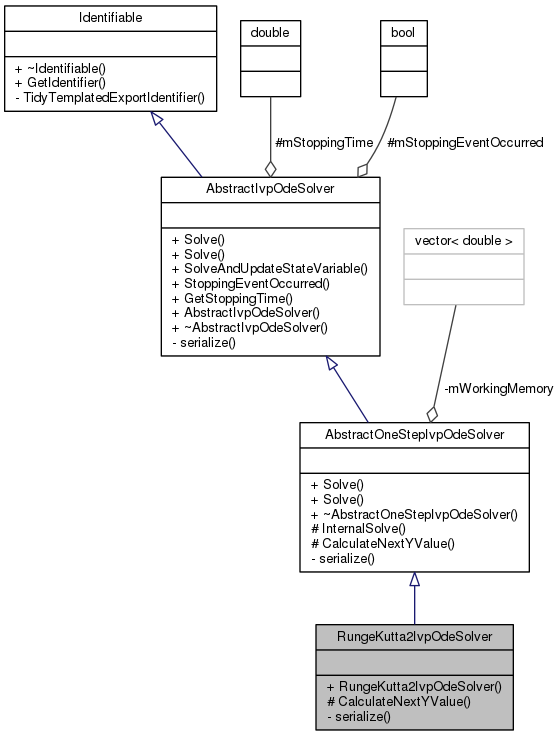 Identifiable
+ ~Identifiable()
+ GetIdentifier()
- TidyTemplatedExportIdentifier()
double
bool
#mStoppingTime
#mStoppingEventOccurred
AbstractIvpOdeSolver
+ Solve()
+ Solve()
+ SolveAndUpdateStateVariable()
+ StoppingEventOccurred()
+ GetStoppingTime()
+ AbstractIvpOdeSolver()
+ ~AbstractIvpOdeSolver()
- serialize()
vector< double >
-mWorkingMemory
AbstractOneStepIvpOdeSolver
+ Solve()
+ Solve()
+ ~AbstractOneStepIvpOdeSolver()
# InternalSolve()
# CalculateNextYValue()
- serialize()
RungeKutta2IvpOdeSolver
+ RungeKutta2IvpOdeSolver()
# CalculateNextYValue()
- serialize()